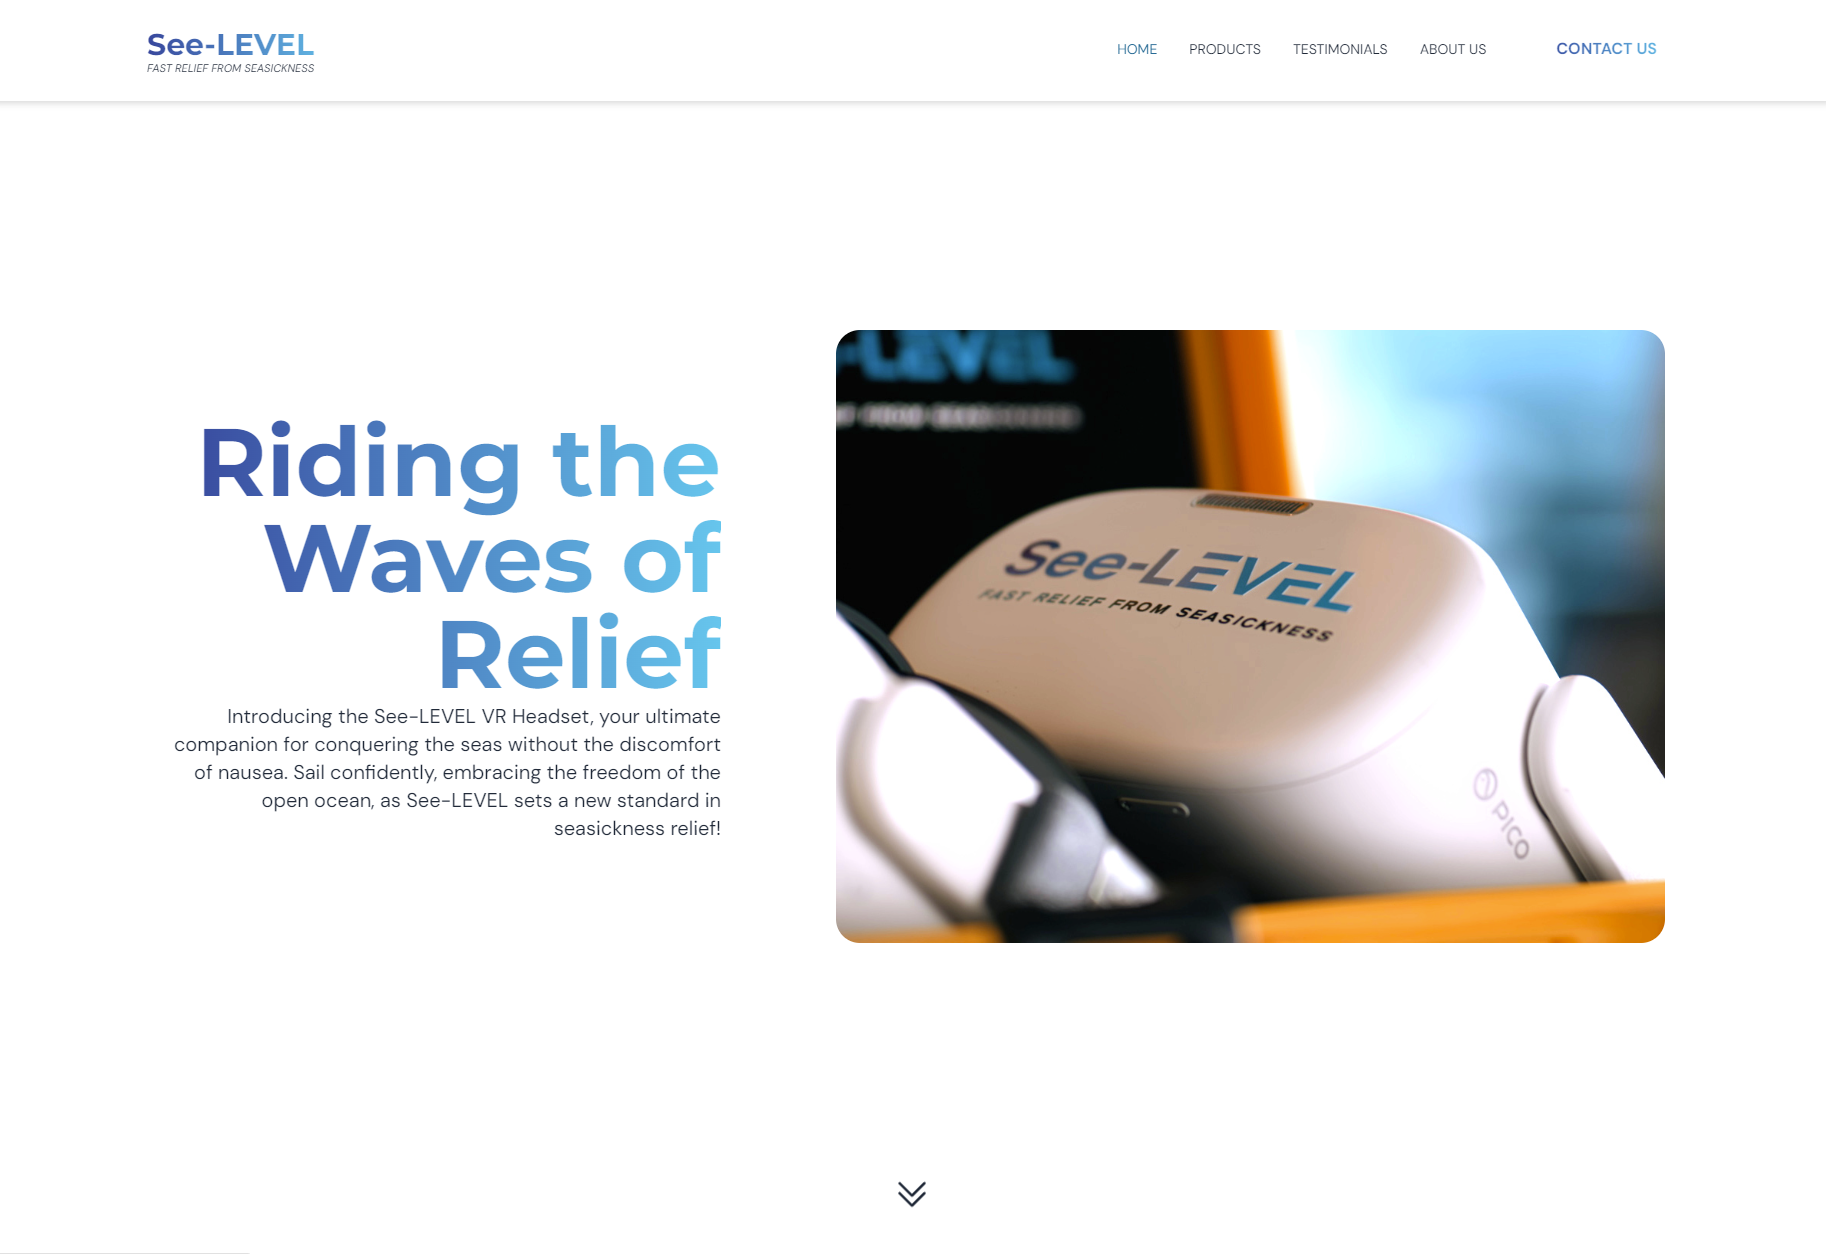 See-LEVEL
FAST RELIEF FROM SEASICKNESS
HOME
PRODUCTS
TESTIMONIALS
ABOUT US
CONTACT US
Riding the
Waves of
Relief
Introducing the See-LEVEL VR Headset, your ultimate
companion for conquering the seas without the discomfort
of nausea. Sail confidently, embracing the freedom of the
open ocean, as See-LEVEL sets a new standard in
seasickness relief!
-LEVEL
FROM
See-LEVEL
FAST RELIEF FROM SEASICKNESS
PICO